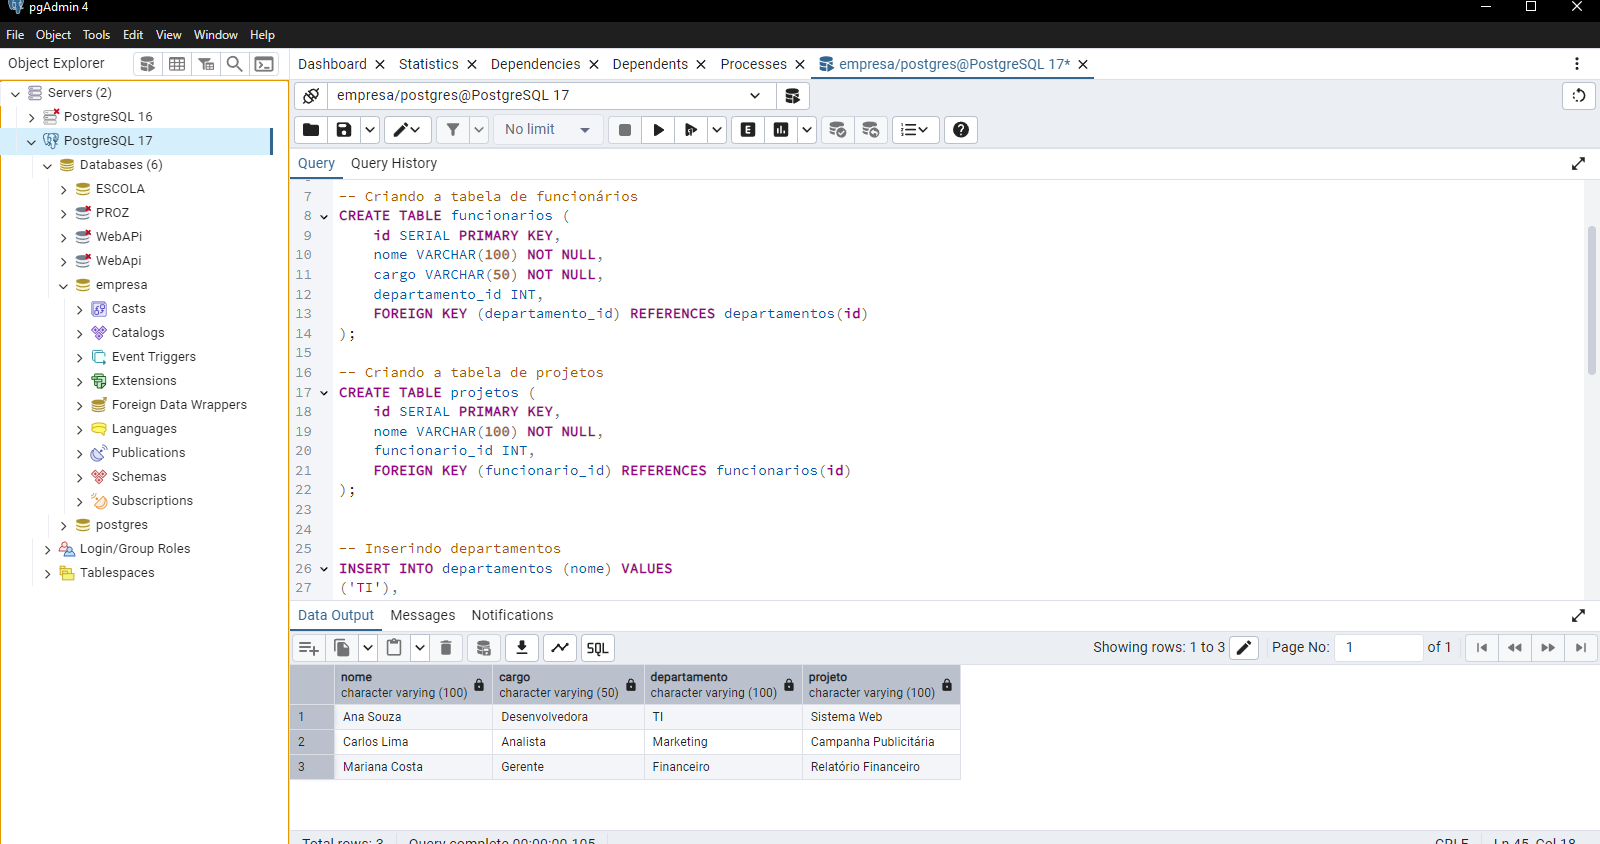 pgAdmin 4
File Object Tools Edit View Window Help
Object Explorer
Servers (2)
PostgreSQL 16
PostgreSQL 17
Databases (6)
ESCOLA
PROZ
WebAPi
WebApi
empresa
Casts
Catalogs
Event Triggers
Extensions
Foreign Data Wrappers
Languages
Publications
Schemas
Subscriptions
postgres
Login/Group Roles
Tablespaces
Dashboard Statistics Dependencies Dependents Processes empresa/postgres@PostgreSQL 17*
empresa/postgres@PostgreSQL 17
No limit E
Query Query History
7 -- Criando a tabela de funcionários
8 CREATE TABLE funcionarios (
9 id SERIAL PRIMARY KEY,
10 nome VARCHAR(100) NOT NULL,
11 cargo VARCHAR(50) NOT NULL,
12 departamento_id INT,
13 FOREIGN KEY (departamento_id) REFERENCES departamentos(id)
14 );
15
16 -- Criando a tabela de projetos
17 CREATE TABLE projetos (
18 id SERIAL PRIMARY KEY,
19 nome VARCHAR(100) NOT NULL,
20 funcionario_id INT,
21 FOREIGN KEY (funcionario_id) REFERENCES funcionarios(id)
22 );
23
24
25 -- Inserindo departamentos
26 INSERT INTO departamentos (nome) VALUES
27 ('TI'),
Data Output Messages Notifications
SQL Showing rows: 1 to 3 Page No: 1 of 1
nome cargo departamento projeto
character varying (100) character varying (50) character varying (100) character varying (100)
1 Ana Souza Desenvolvedora TI Sistema Web
2 Carlos Lima Analista Marketing Campanha Publicitária
3 Mariana Costa Gerente Financeiro Relatório Financeiro
Total rows: 3 Query complete 00:00:00.105 CRLF Ln 45, Col 18